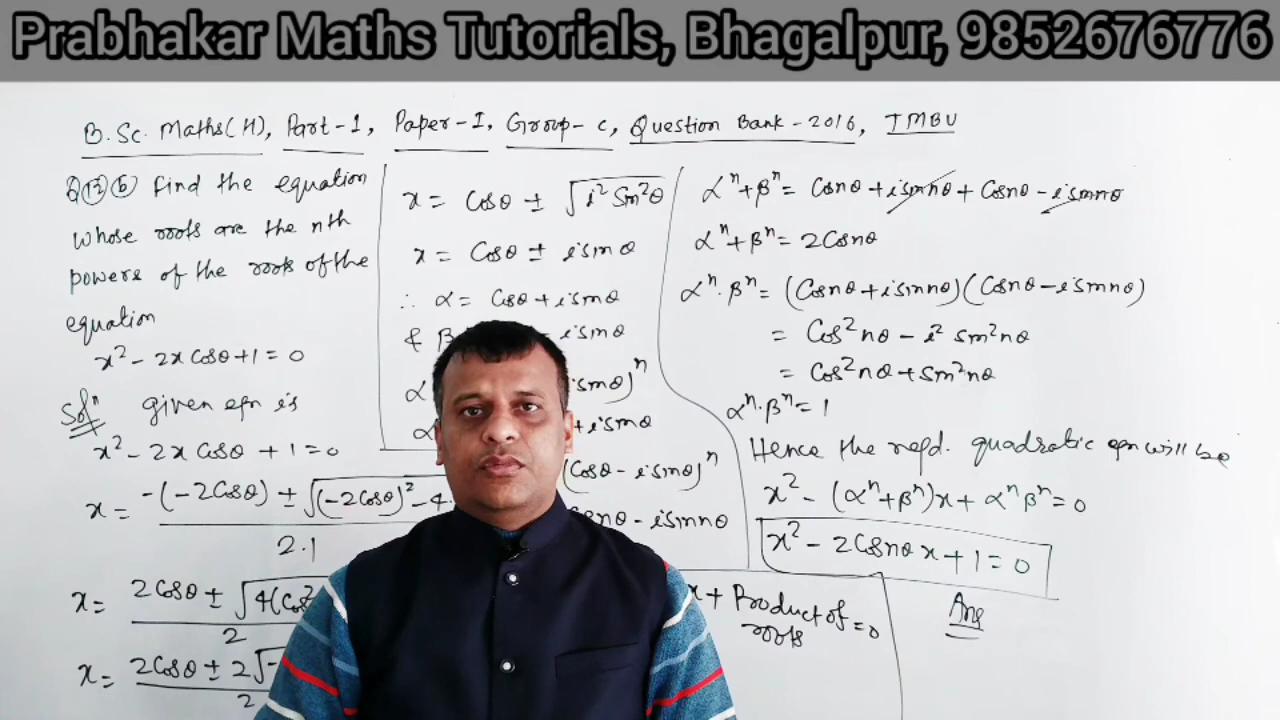 Prabhakar Maths Tutorials, Bhagalpur, 9852676776
B.Sc. Maths(H), Part-1, Paper-I, Group-C, Question Bank-2016, TMBU
Q13(b) Find the equation
whose roots are the nth
powers of the roots of the
equation
x² - 2x Cosθ + 1 = 0
Solⁿ given eqn is
x² - 2x Cosθ + 1 = 0
x = -(-2Cosθ) ± √(-2Cosθ)² - 4.
2.1
x = 2Cosθ ± √4(Cos²
2
x = 2Cosθ ± 2√-
2
x = Cosθ ± √i² Sin²θ
x = Cosθ ± i sinθ
∴ α = Cosθ + i sinθ
& β - i sinθ
α i sinθ)ⁿ
α + i sinnθ
(Cosθ - i sinθ)ⁿ
Cosnθ - i sinnθ
x + Product of = 0
roots
αⁿ + βⁿ = Cosnθ + i sinnθ + Cosnθ - i sinnθ
αⁿ + βⁿ = 2Cosnθ
αⁿ.βⁿ = (Cosnθ + i sinnθ)(Cosnθ - i sinnθ)
= Cos²nθ - i² sin²nθ
= Cos²nθ + sin²nθ
αⁿ.βⁿ = 1
Hence the reqd. quadratic eqn will be
x² - (αⁿ + βⁿ)x + αⁿβⁿ = 0
x² - 2Cosnθ x + 1 = 0
Ans